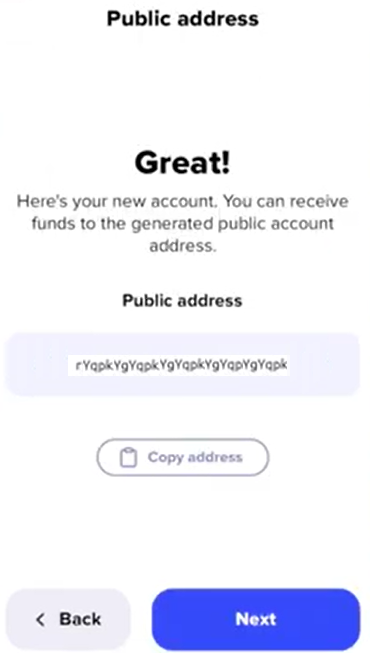 Public address
Great!
Here's your new account. You can receive
funds to the generated public account
address.
Public address
rYqpkYgYqpkYgYqpkYgYqpYgYqpk
Copy address
Back
Next